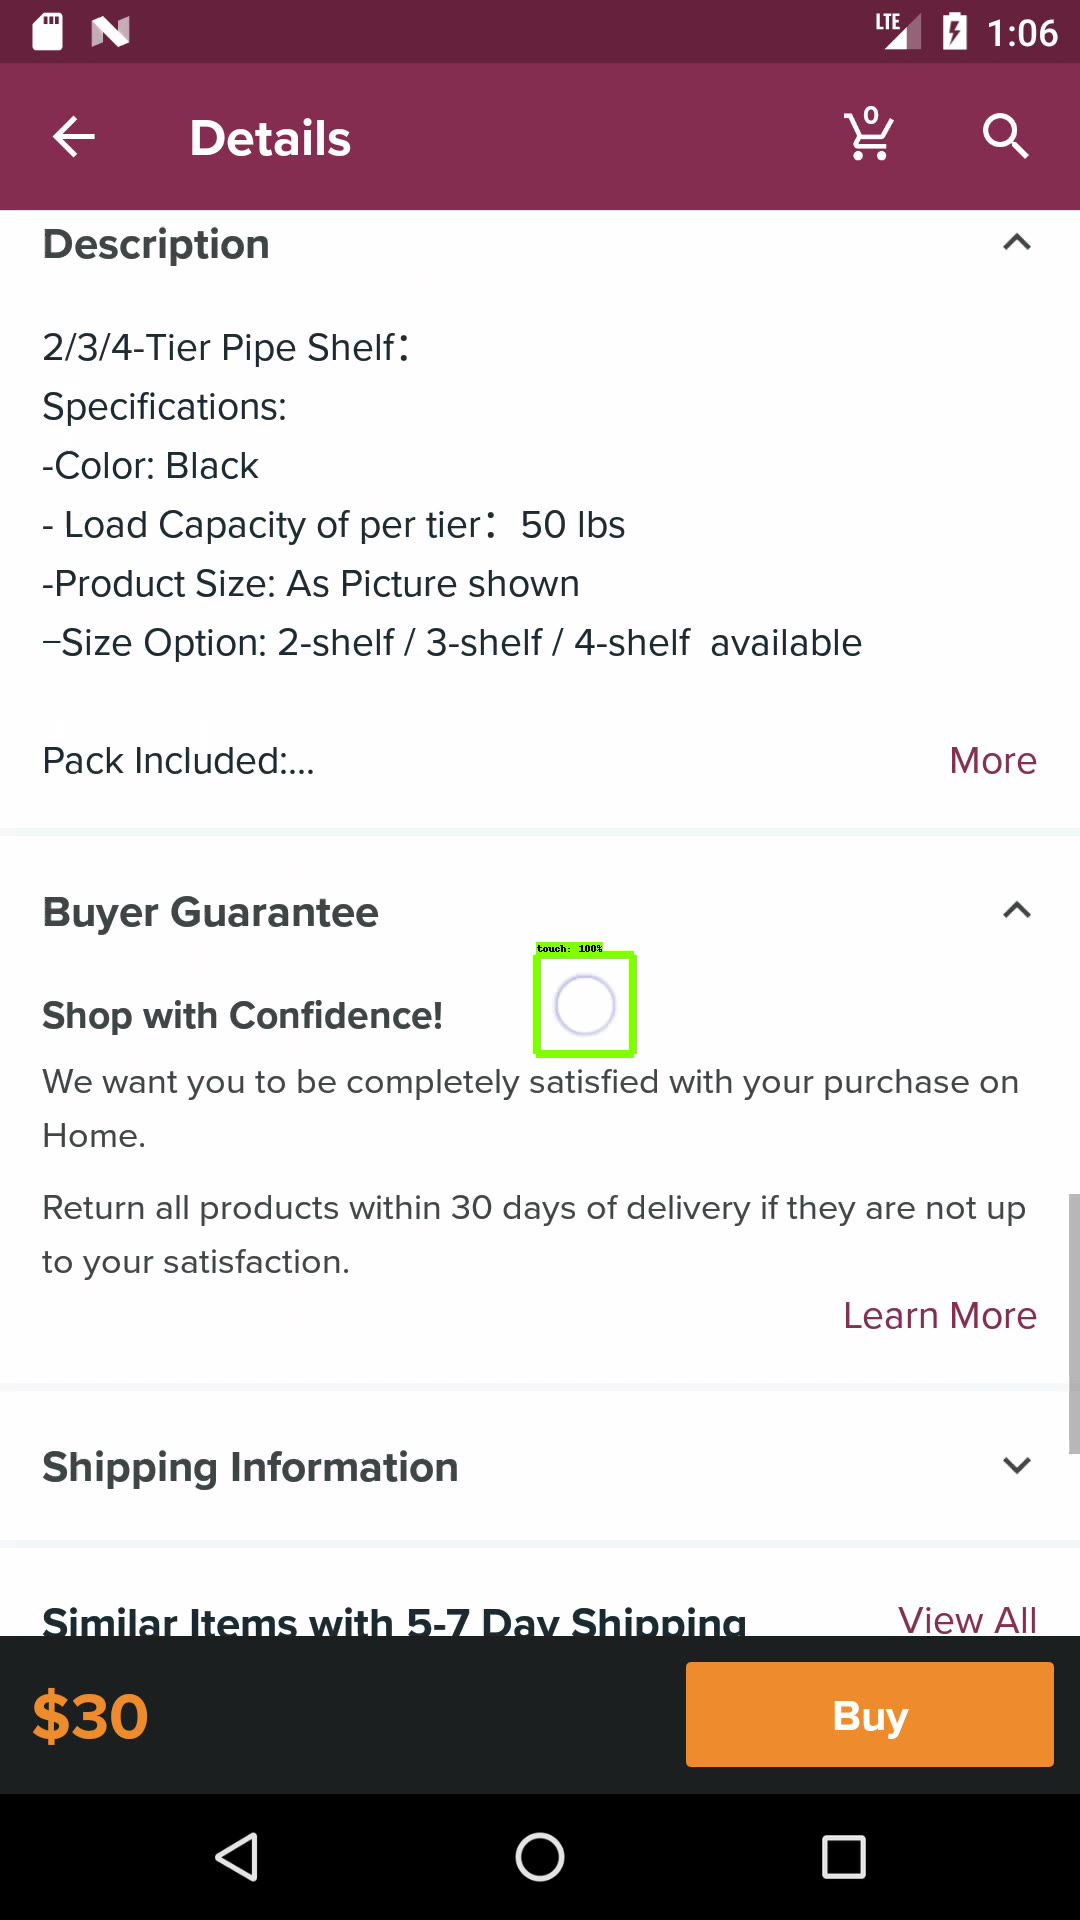 LTE 1:06
Details 0
Description
2/3/4-Tier Pipe Shelf：
Specifications:
-Color: Black
- Load Capacity of per tier：50 lbs
-Product Size: As Picture shown
–Size Option: 2-shelf / 3-shelf / 4-shelf  available
Pack Included:... More
Buyer Guarantee
touch: 100%
Shop with Confidence!
We want you to be completely satisfied with your purchase on
Home.
Return all products within 30 days of delivery if they are not up
to your satisfaction.
Learn More
Shipping Information
Similar Items with 5-7 Day Shipping View All
$30 Buy